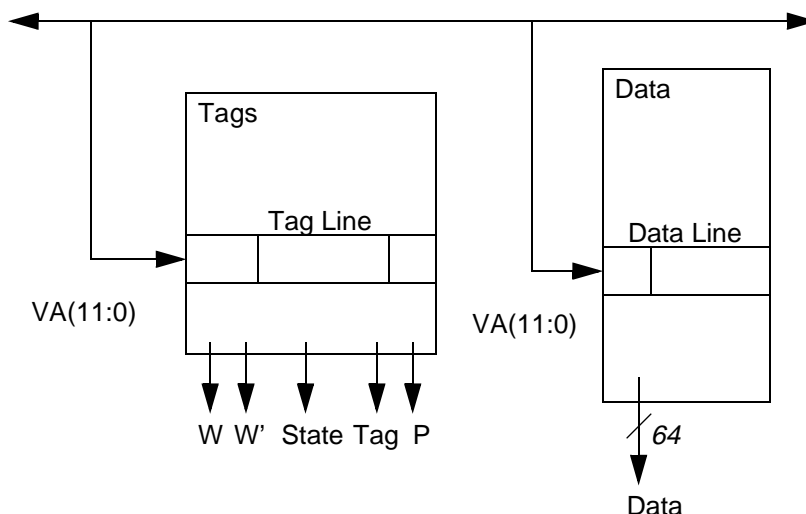 Tags
Data
Tag Line
Data Line
VA(11:0)
VA(11:0)
W W’ State Tag P
64
Data